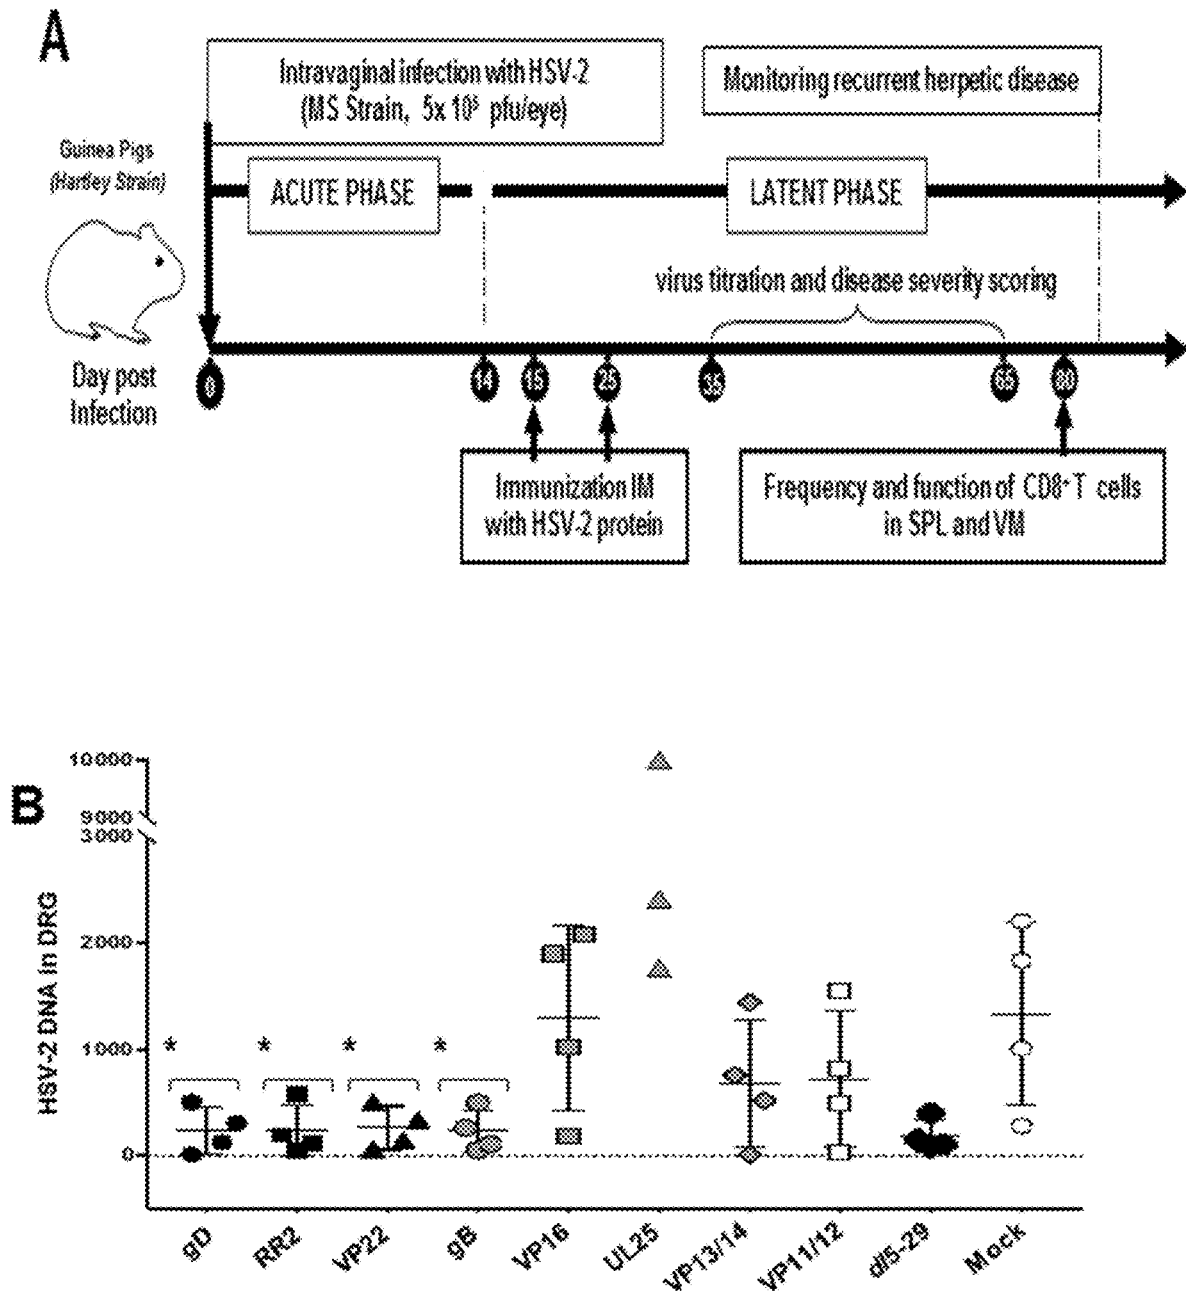 A
Intravaginal infection with HSV-2
(MS Strain, 5x 10⁵ pfu/eye)
Monitoring recurrent herpetic disease
Guinea Pigs
(Hartley Strain)
ACUTE PHASE
LATENT PHASE
virus titration and disease severity scoring
Day post
Infection
0
14
15
25
35
65
80
Immunization IM
with HSV-2 protein
Frequency and function of CD8⁺ T cells
in SPL and VM
B
HSV-2 DNA in DRG
10000
9000
3000
2000
1000
0
* * * *
gD RR2 VP22 gB VP16 UL25 VP13/14 VP11/12 dl5-29 Mock